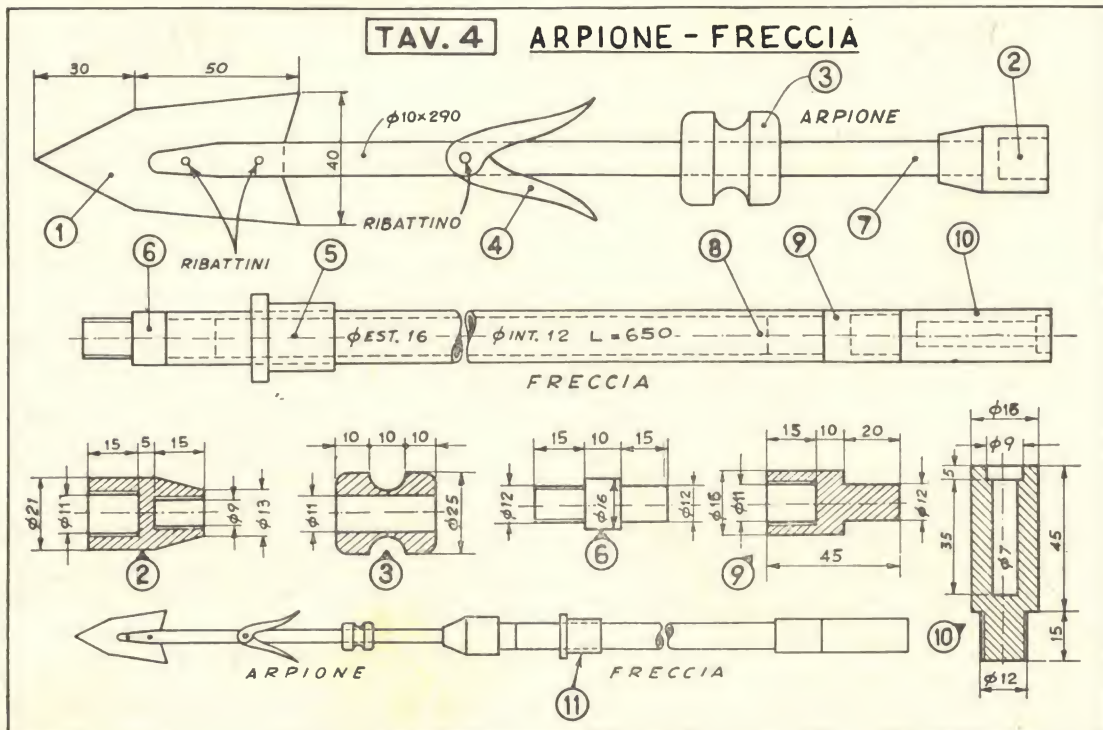 TAV. 4 ARPIONE - FRECCIA
30 50
3
2
ARPIONE
φ10×290
40
1
RIBATTINI
RIBATTINO
4
7
6
5
8
9
10
φEST. 16 φINT. 12 L = 650
FRECCIA
15 5 15
φ21
φ11
φ9
φ13
2
10 10 10
φ11
φ25
3
15 10 15
φ12
φ16
φ12
6
15 10 20
φ11
φ12
45
9
φ9
5
35
φ7
45
15
φ12
10
ARPIONE
FRECCIA
11